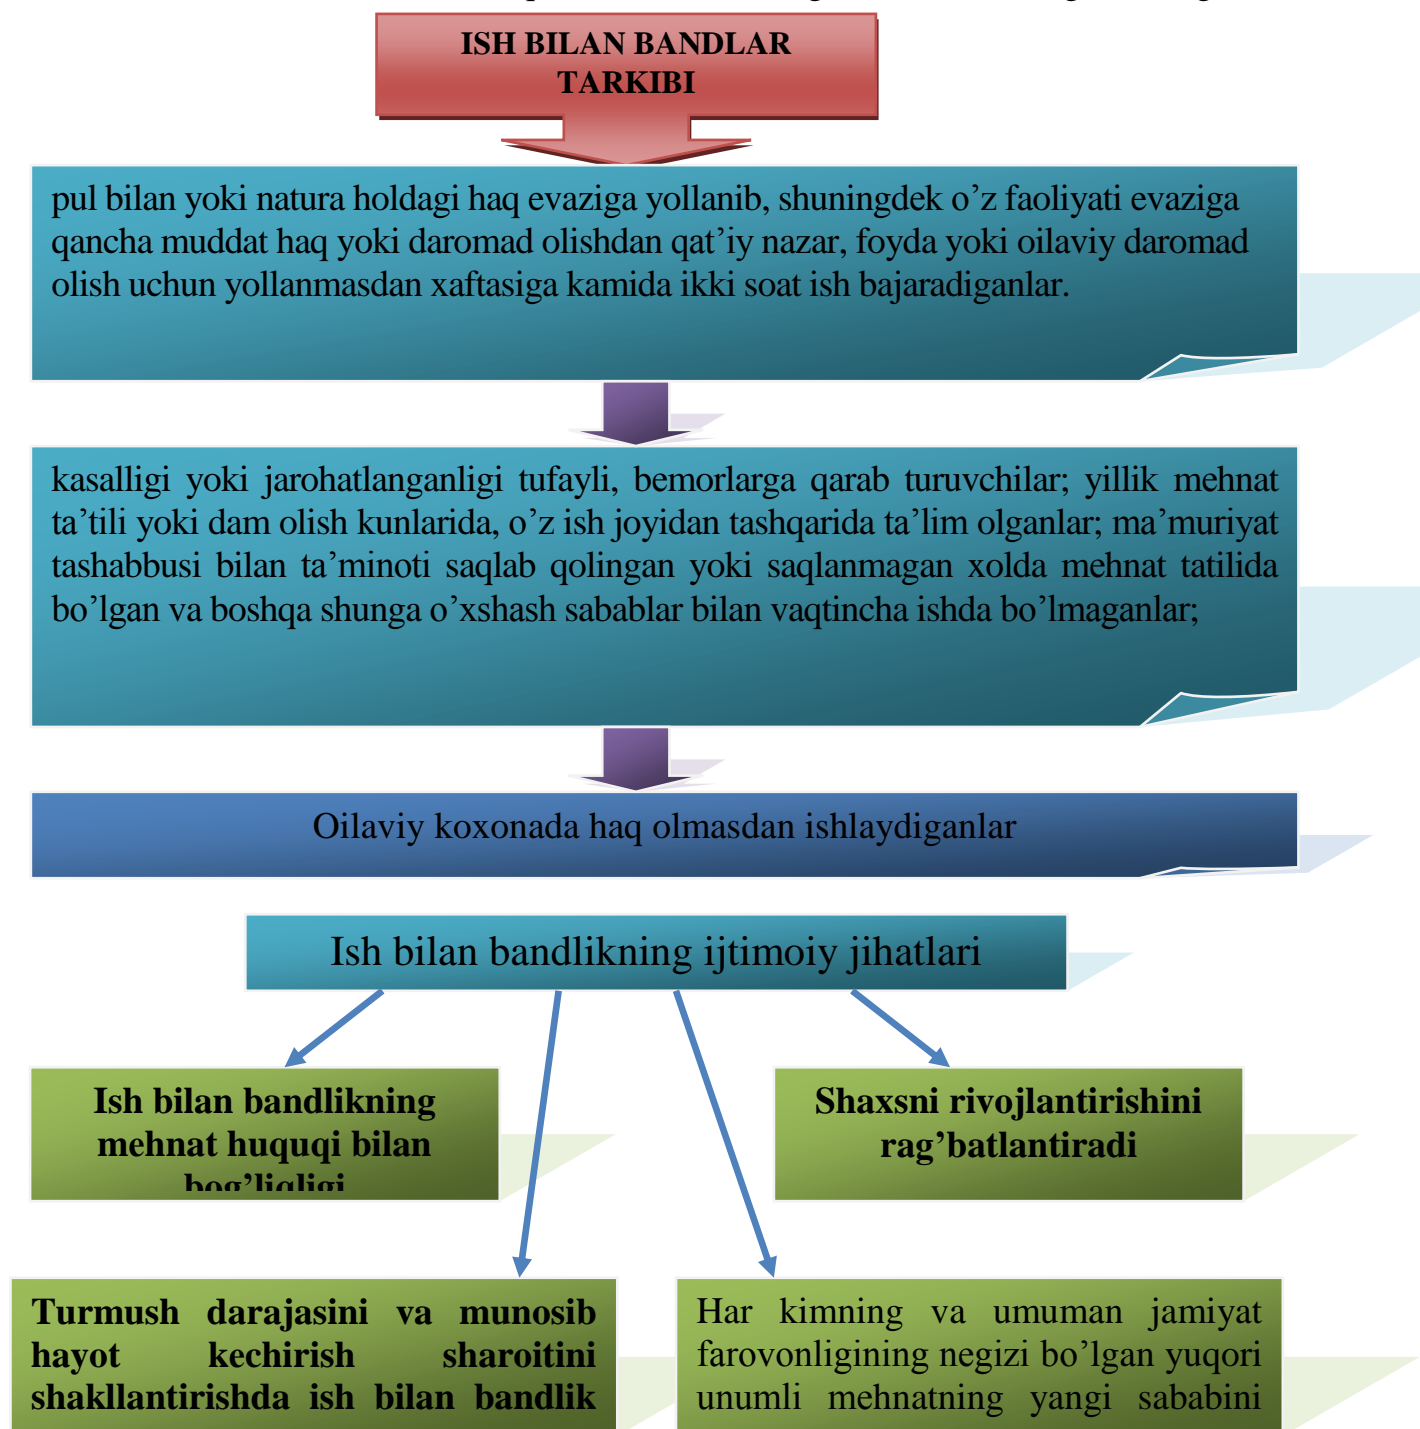 ISH BILAN BANDLAR
TARKIBI
pul bilan yoki natura holdagi haq evaziga yollanib, shuningdek o’z faoliyati evaziga
qancha muddat haq yoki daromad olishdan qat’iy nazar, foyda yoki oilaviy daromad
olish uchun yollanmasdan xaftasiga kamida ikki soat ish bajaradiganlar.
kasalligi yoki jarohatlanganligi tufayli, bemorlarga qarab turuvchilar; yillik mehnat
ta’tili yoki dam olish kunlarida, o’z ish joyidan tashqarida ta’lim olganlar; ma’muriyat
tashabbusi bilan ta’minoti saqlab qolingan yoki saqlanmagan xolda mehnat tatilida
bo’lgan va boshqa shunga o’xshash sabablar bilan vaqtincha ishda bo’lmaganlar;
Oilaviy koxonada haq olmasdan ishlaydiganlar
Ish bilan bandlikning ijtimoiy jihatlari
Ish bilan bandlikning
mehnat huquqi bilan
bog’liqligi
Shaxsni rivojlantirishini
rag’batlantiradi
Turmush darajasini va munosib
hayot kechirish sharoitini
shakllantirishda ish bilan bandlik
Har kimning va umuman jamiyat
farovonligining negizi bo’lgan yuqori
unumli mehnatning yangi sababini